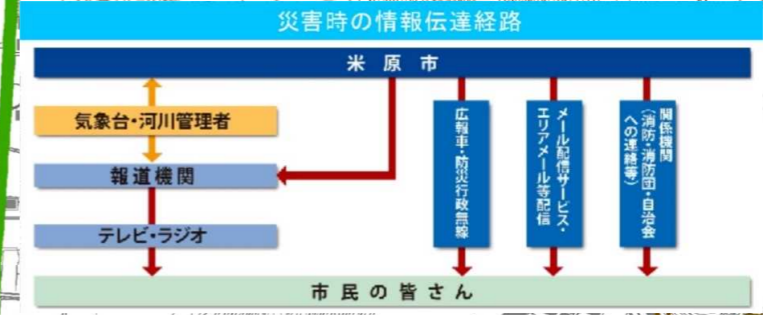 災害時の情報伝達経路
米原市
気象台・河川管理者
報道機関
テレビ・ラジオ
広報車・防災行政無線
メール配信サービス・
エリアメール等配信
関係機関
（消防・消防団・自治会
への連絡等）
市民の皆さん